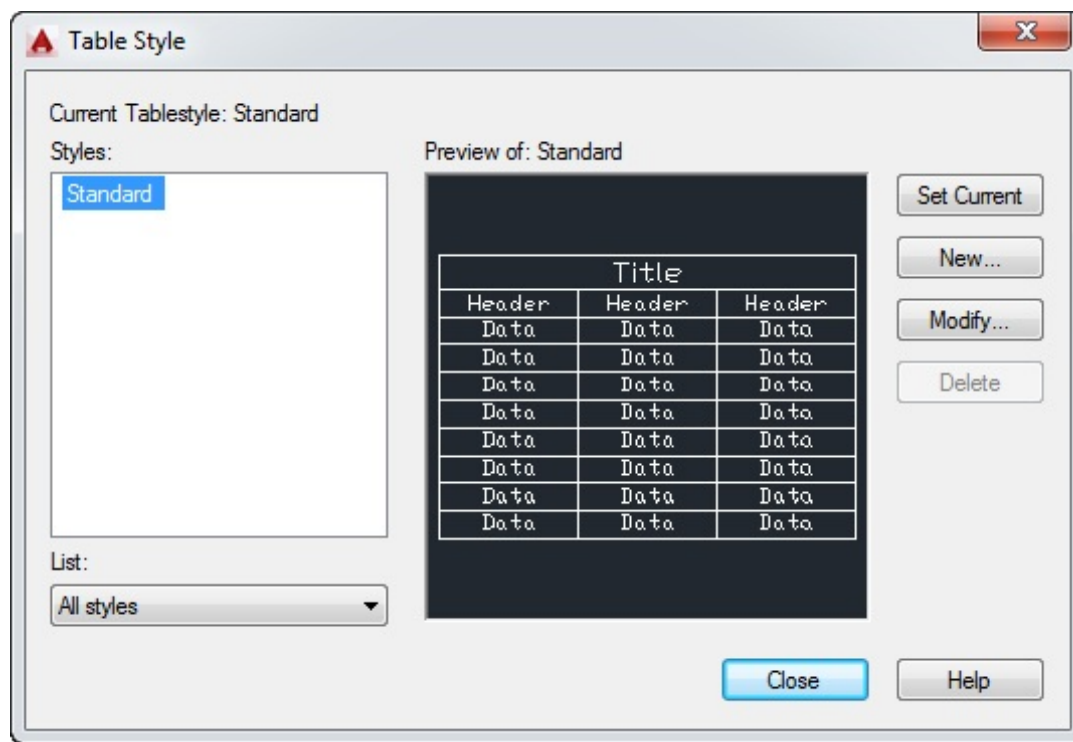 Table Style
Current Tablestyle: Standard
Styles:
Standard
List:
All styles
Preview of: Standard
Title
Header Header Header
Data Data Data
Data Data Data
Data Data Data
Data Data Data
Data Data Data
Data Data Data
Data Data Data
Data Data Data
Set Current
New...
Modify...
Delete
Close
Help